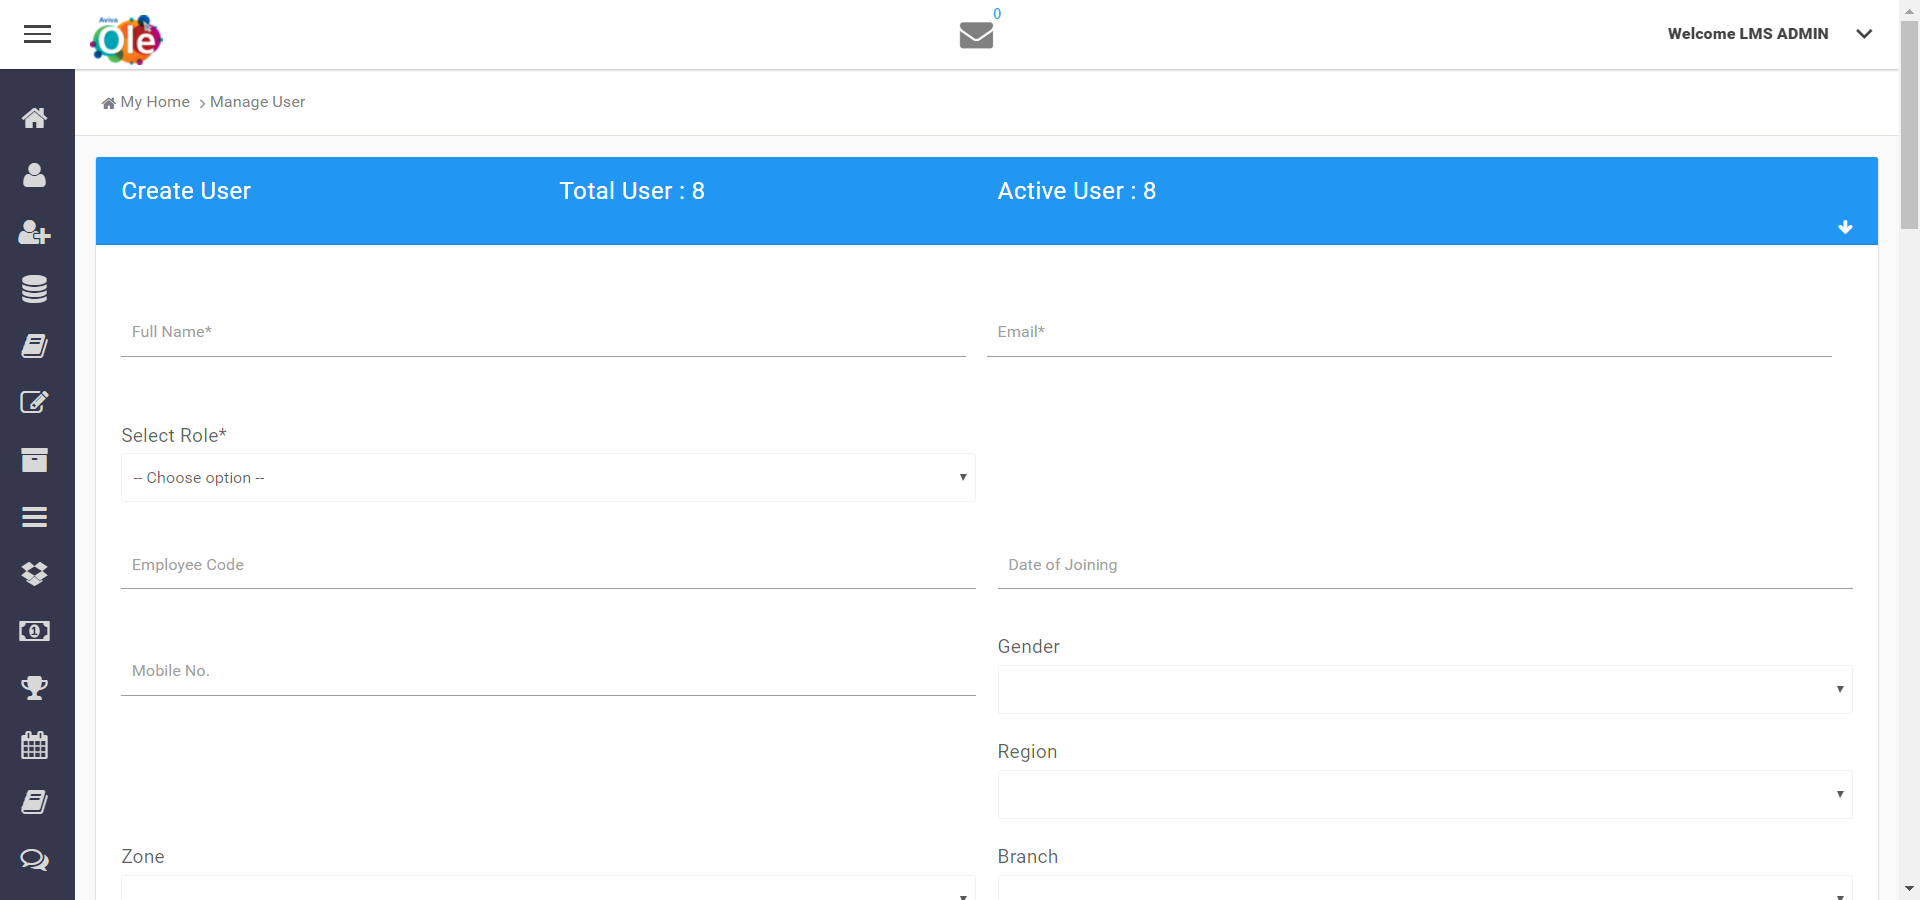 Aviva
Olé
0
Welcome LMS ADMIN
My Home > Manage User
Create User
Total User : 8
Active User : 8
Full Name*
Email*
Select Role*
-- Choose option --
Employee Code
Date of Joining
Mobile No.
Gender
Region
Zone
Branch